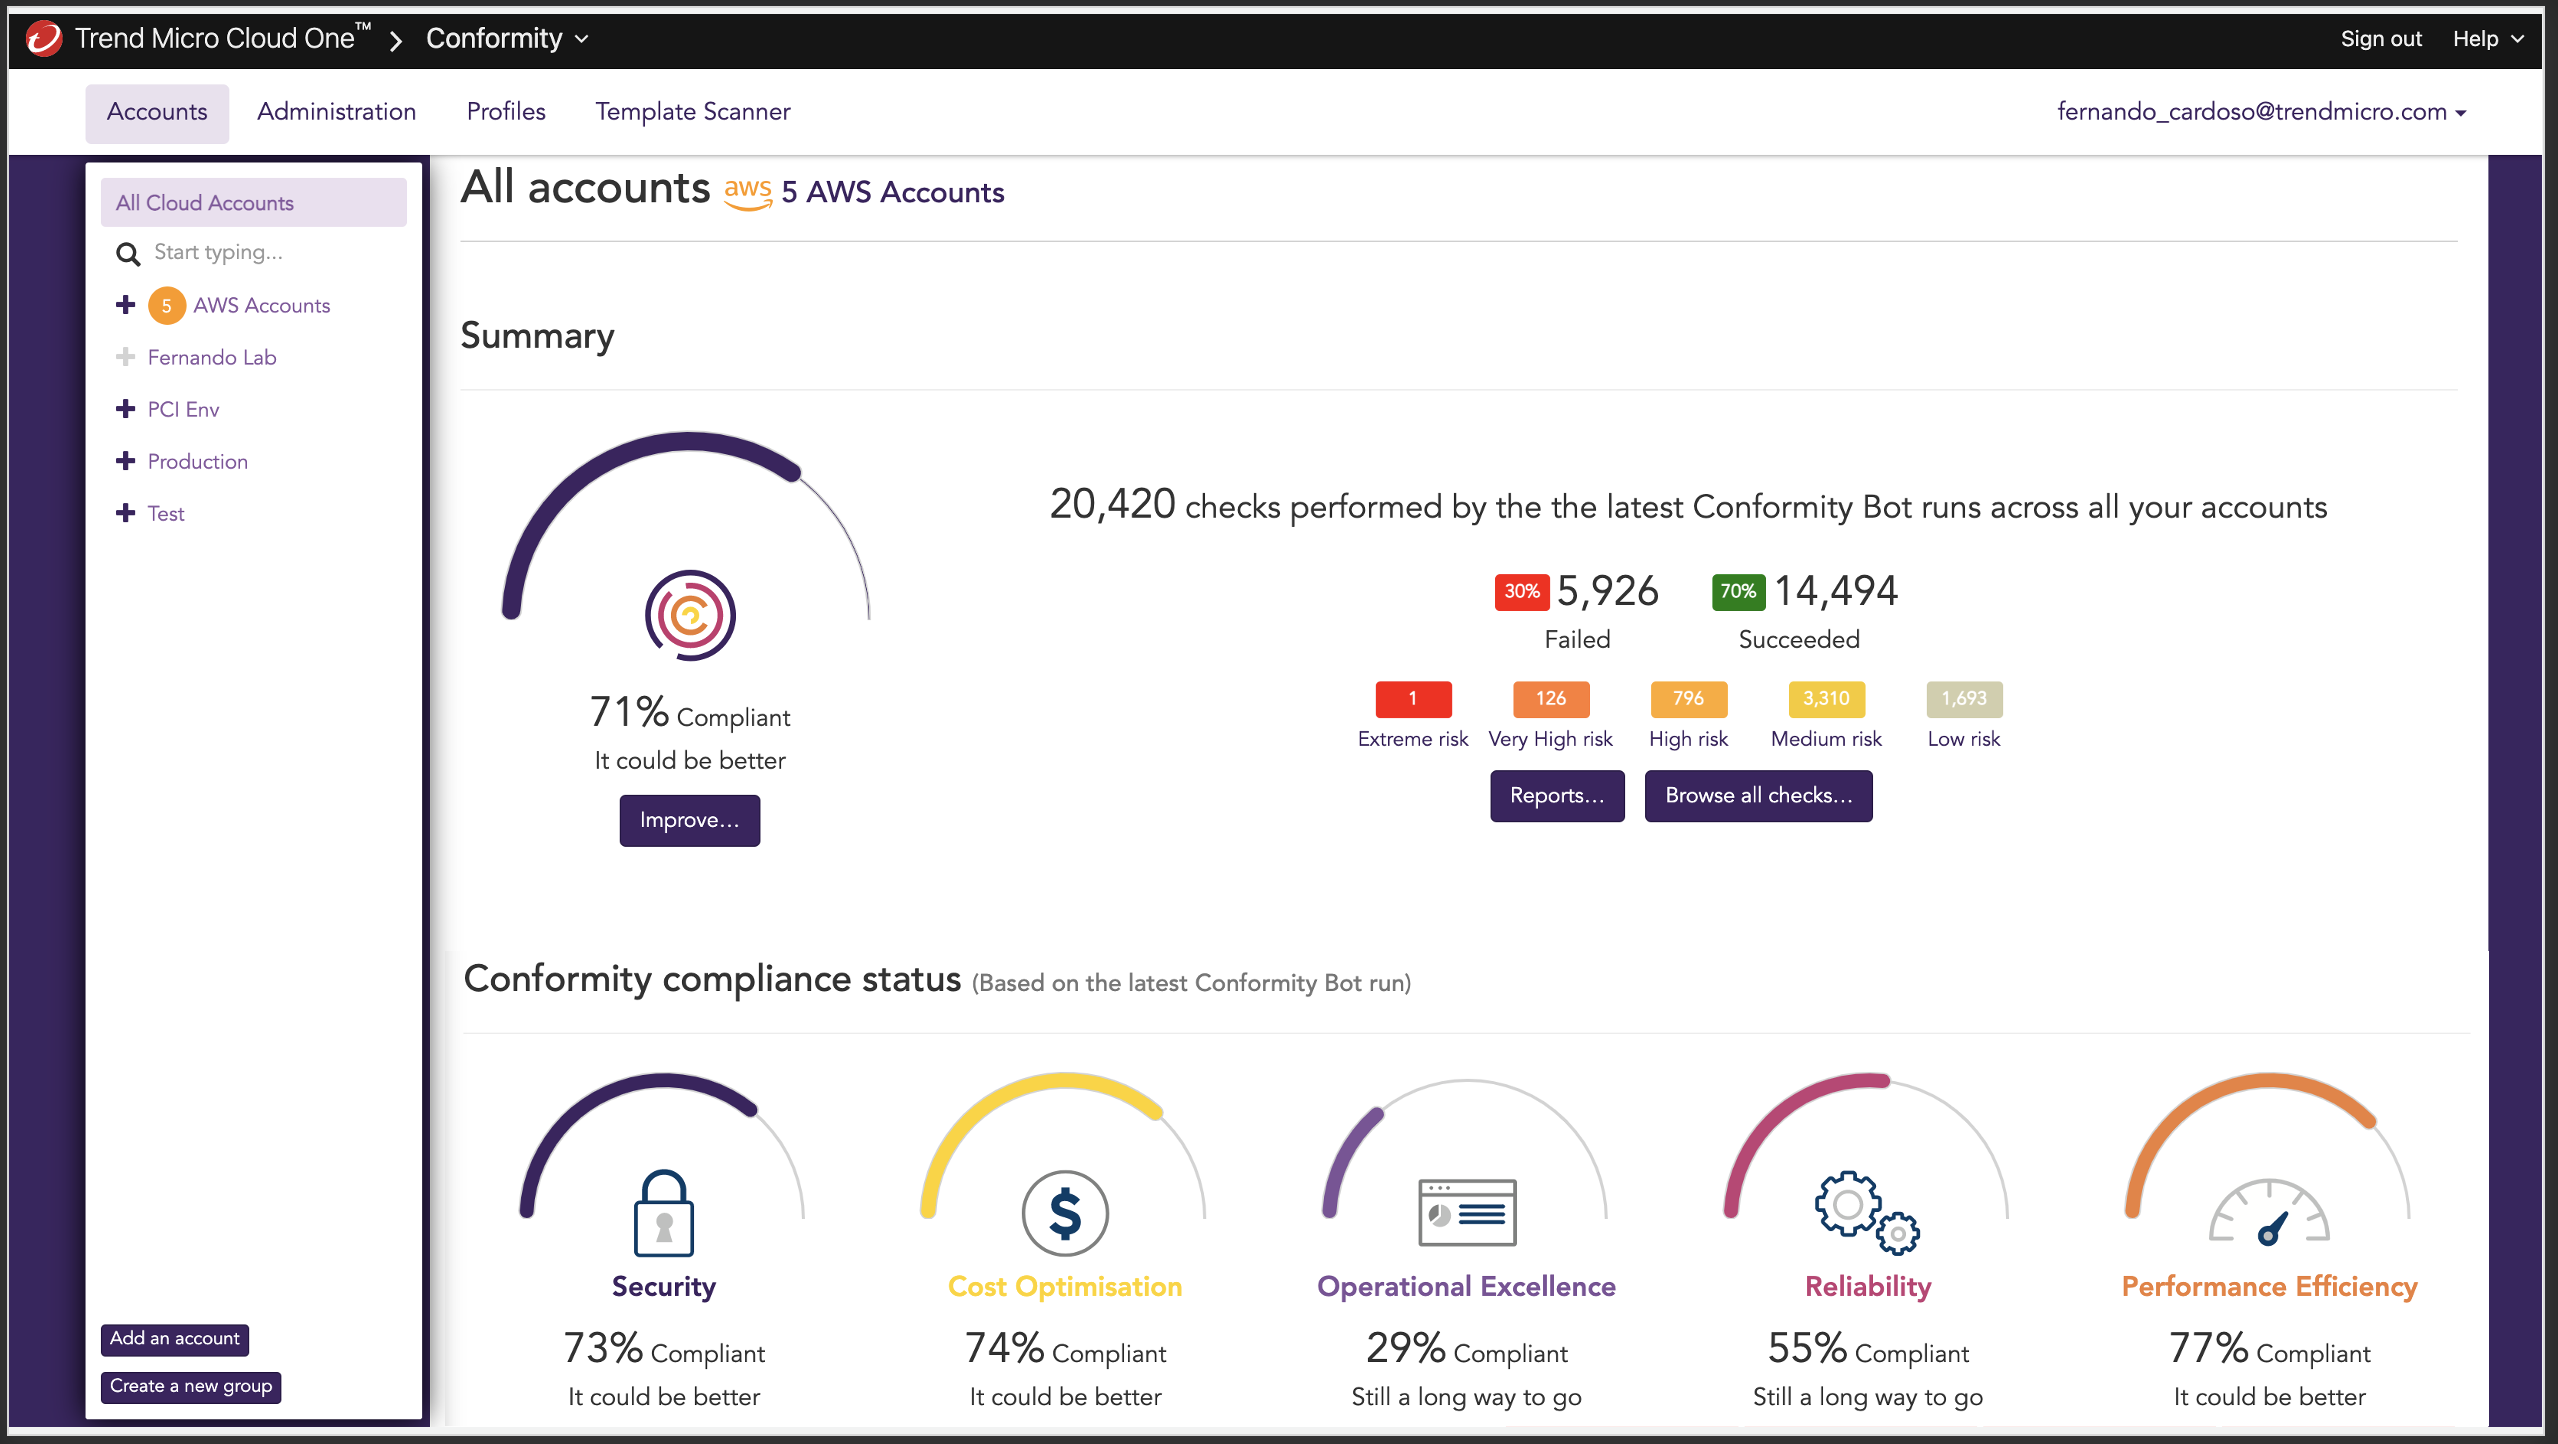 Trend Micro Cloud One™ Conformity Sign out Help
Accounts Administration Profiles Template Scanner fernando_cardoso@trendmicro.com
All Cloud Accounts
Start typing...
5 AWS Accounts
Fernando Lab
PCI Env
Production
Test
Add an account
Create a new group
All accounts aws 5 AWS Accounts
Summary
71% Compliant
It could be better
Improve...
20,420 checks performed by the the latest Conformity Bot runs across all your accounts
30% 5,926 70% 14,494
Failed Succeeded
1 126 796 3,310 1,693
Extreme risk Very High risk High risk Medium risk Low risk
Reports... Browse all checks...
Conformity compliance status (Based on the latest Conformity Bot run)
$
Security Cost Optimisation Operational Excellence Reliability Performance Efficiency
73% Compliant 74% Compliant 29% Compliant 55% Compliant 77% Compliant
It could be better It could be better Still a long way to go Still a long way to go It could be better